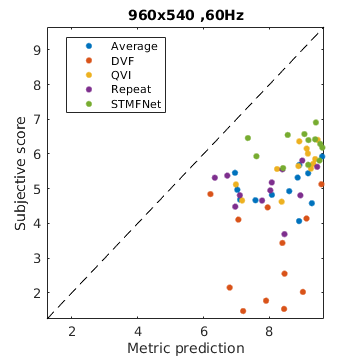 960x540 ,60Hz
Average
DVF
QVI
Repeat
STMFNet
Subjective score
9
8
7
6
5
4
3
2
2
4
6
8
Metric prediction